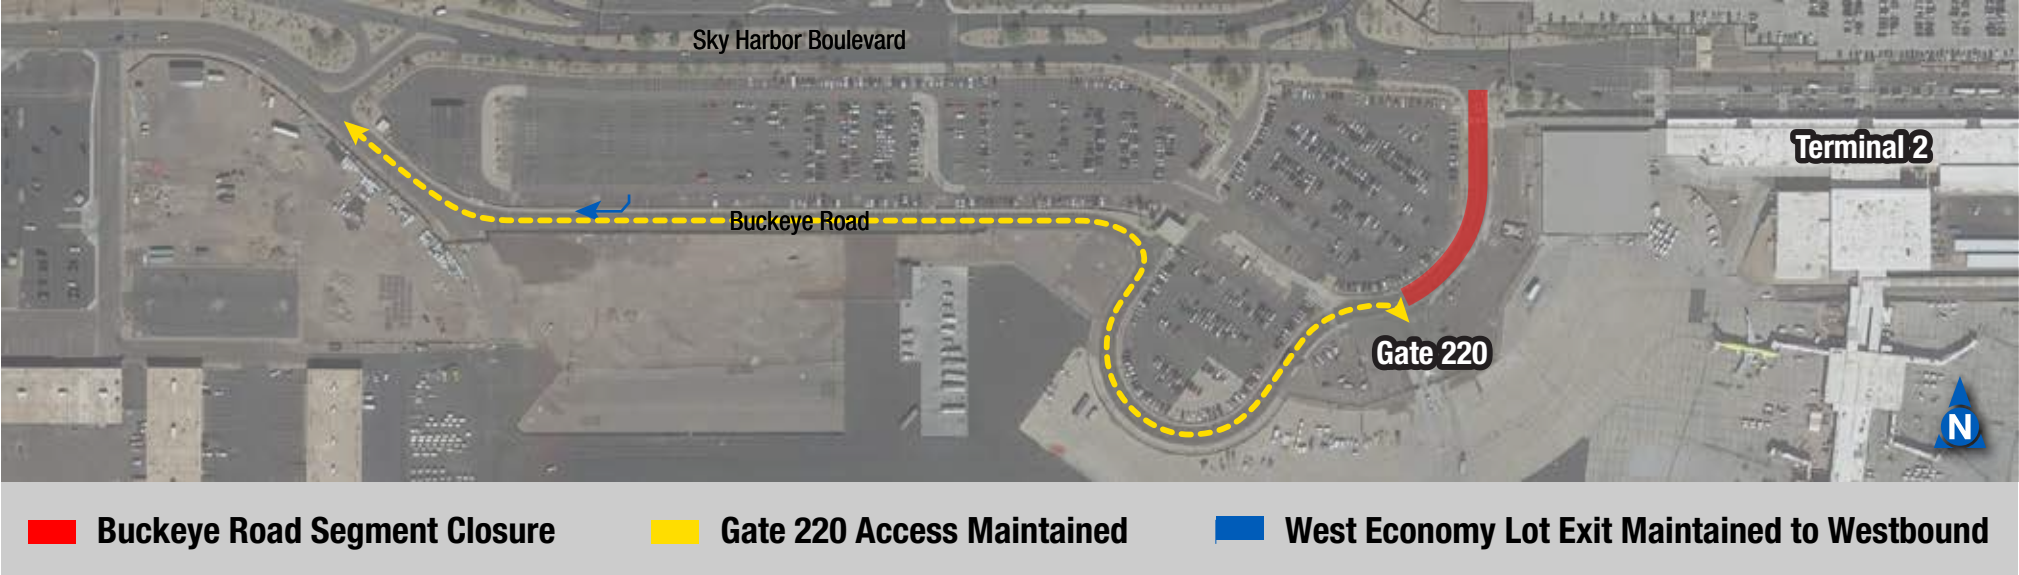 Sky Harbor Boulevard
Terminal 2
Buckeye Road
Gate 220
N
Buckeye Road Segment Closure
Gate 220 Access Maintained
West Economy Lot Exit Maintained to Westbound